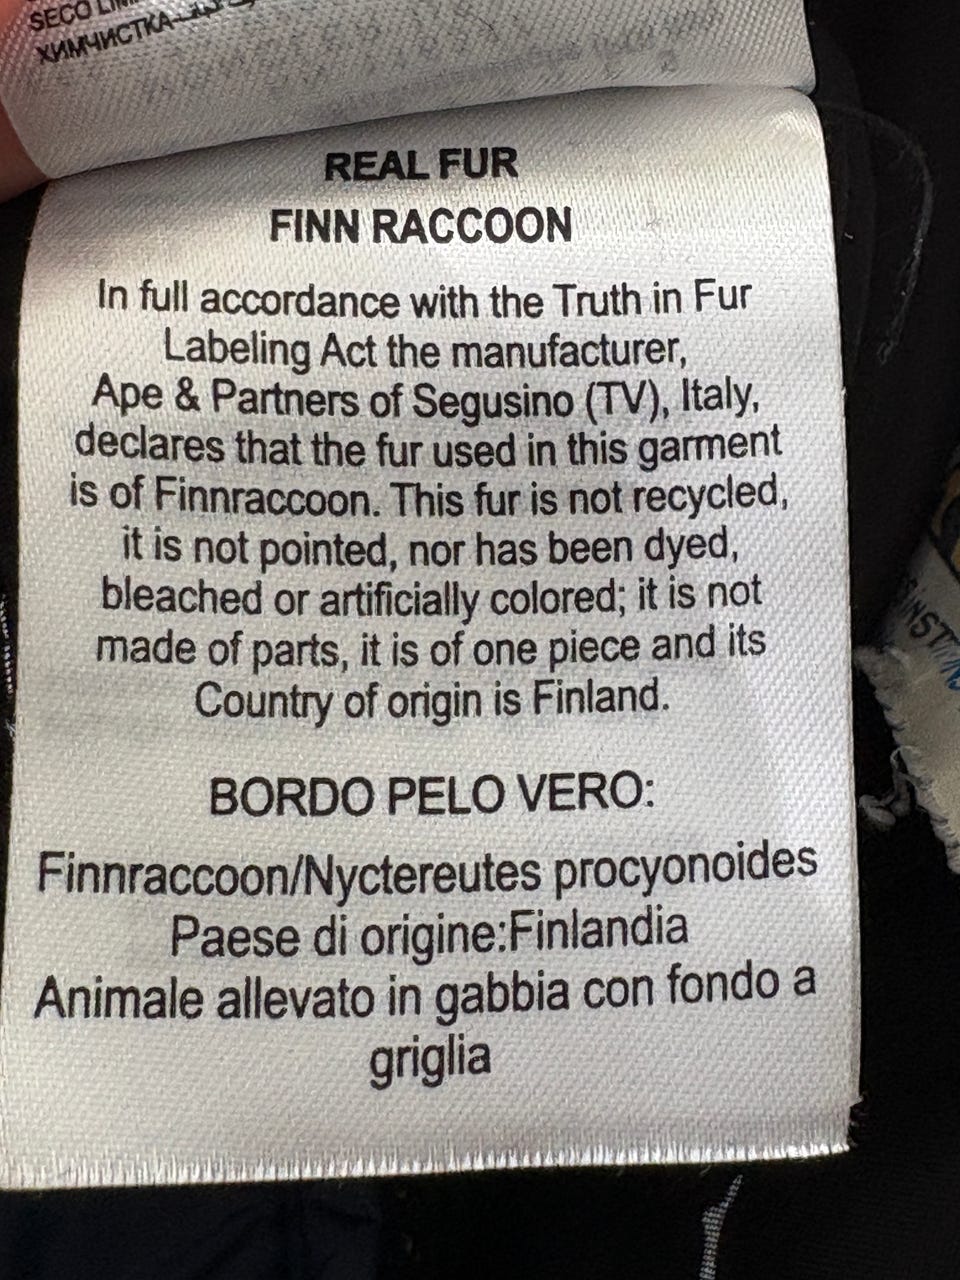 SECO
ХИМЧИСТКА
REAL FUR
FINN RACCOON
In full accordance with the Truth in Fur
Labeling Act the manufacturer,
Ape & Partners of Segusino (TV), Italy,
declares that the fur used in this garment
is of Finnraccoon. This fur is not recycled,
it is not pointed, nor has been dyed,
bleached or artificially colored; it is not
made of parts, it is of one piece and its
Country of origin is Finland.
BORDO PELO VERO:
Finnraccoon/Nyctereutes procyonoides
Paese di origine:Finlandia
Animale allevato in gabbia con fondo a
griglia